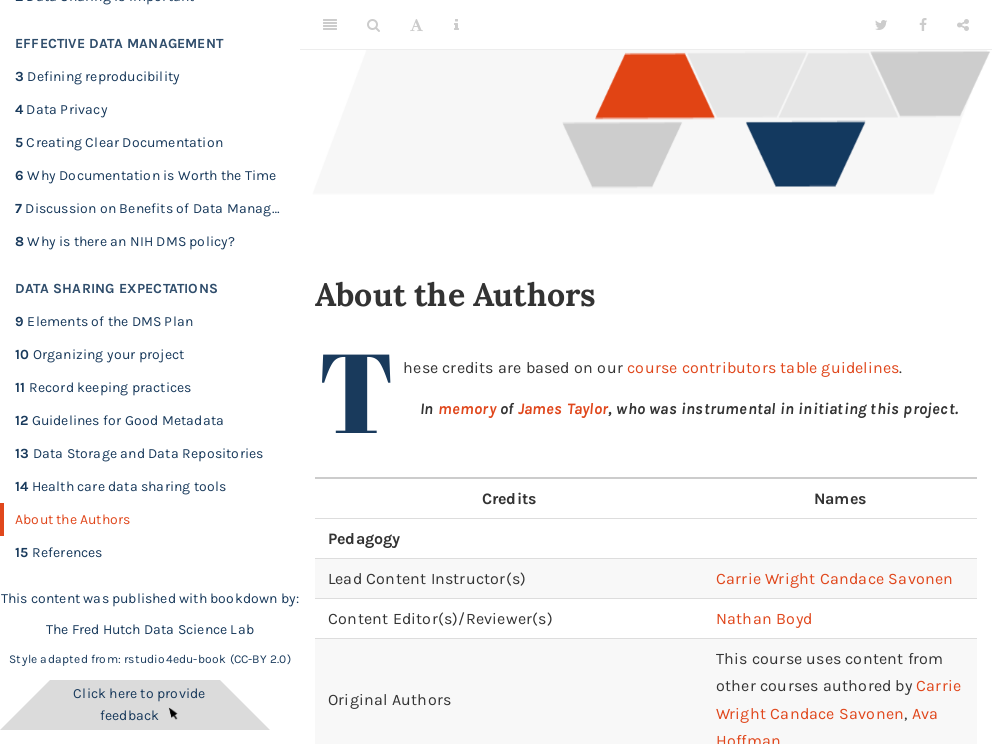 EFFECTIVE DATA MANAGEMENT
3 Defining reproducibility
4 Data Privacy
5 Creating Clear Documentation
6 Why Documentation is Worth the Time
7 Discussion on Benefits of Data Manag...
8 Why is there an NIH DMS policy?
DATA SHARING EXPECTATIONS
9 Elements of the DMS Plan
10 Organizing your project
11 Record keeping practices
12 Guidelines for Good Metadata
13 Data Storage and Data Repositories
14 Health care data sharing tools
About the Authors
15 References
This content was published with bookdown by:
The Fred Hutch Data Science Lab
Style adapted from: rstudio4edu-book (CC-BY 2.0)
Click here to provide
feedback
About the Authors
These credits are based on our course contributors table guidelines.
In memory of James Taylor, who was instrumental in initiating this project.
Credits Names
Pedagogy
Lead Content Instructor(s) Carrie Wright Candace Savonen
Content Editor(s)/Reviewer(s) Nathan Boyd
Original Authors This course uses content from
other courses authored by Carrie
Wright Candace Savonen, Ava
Hoffman